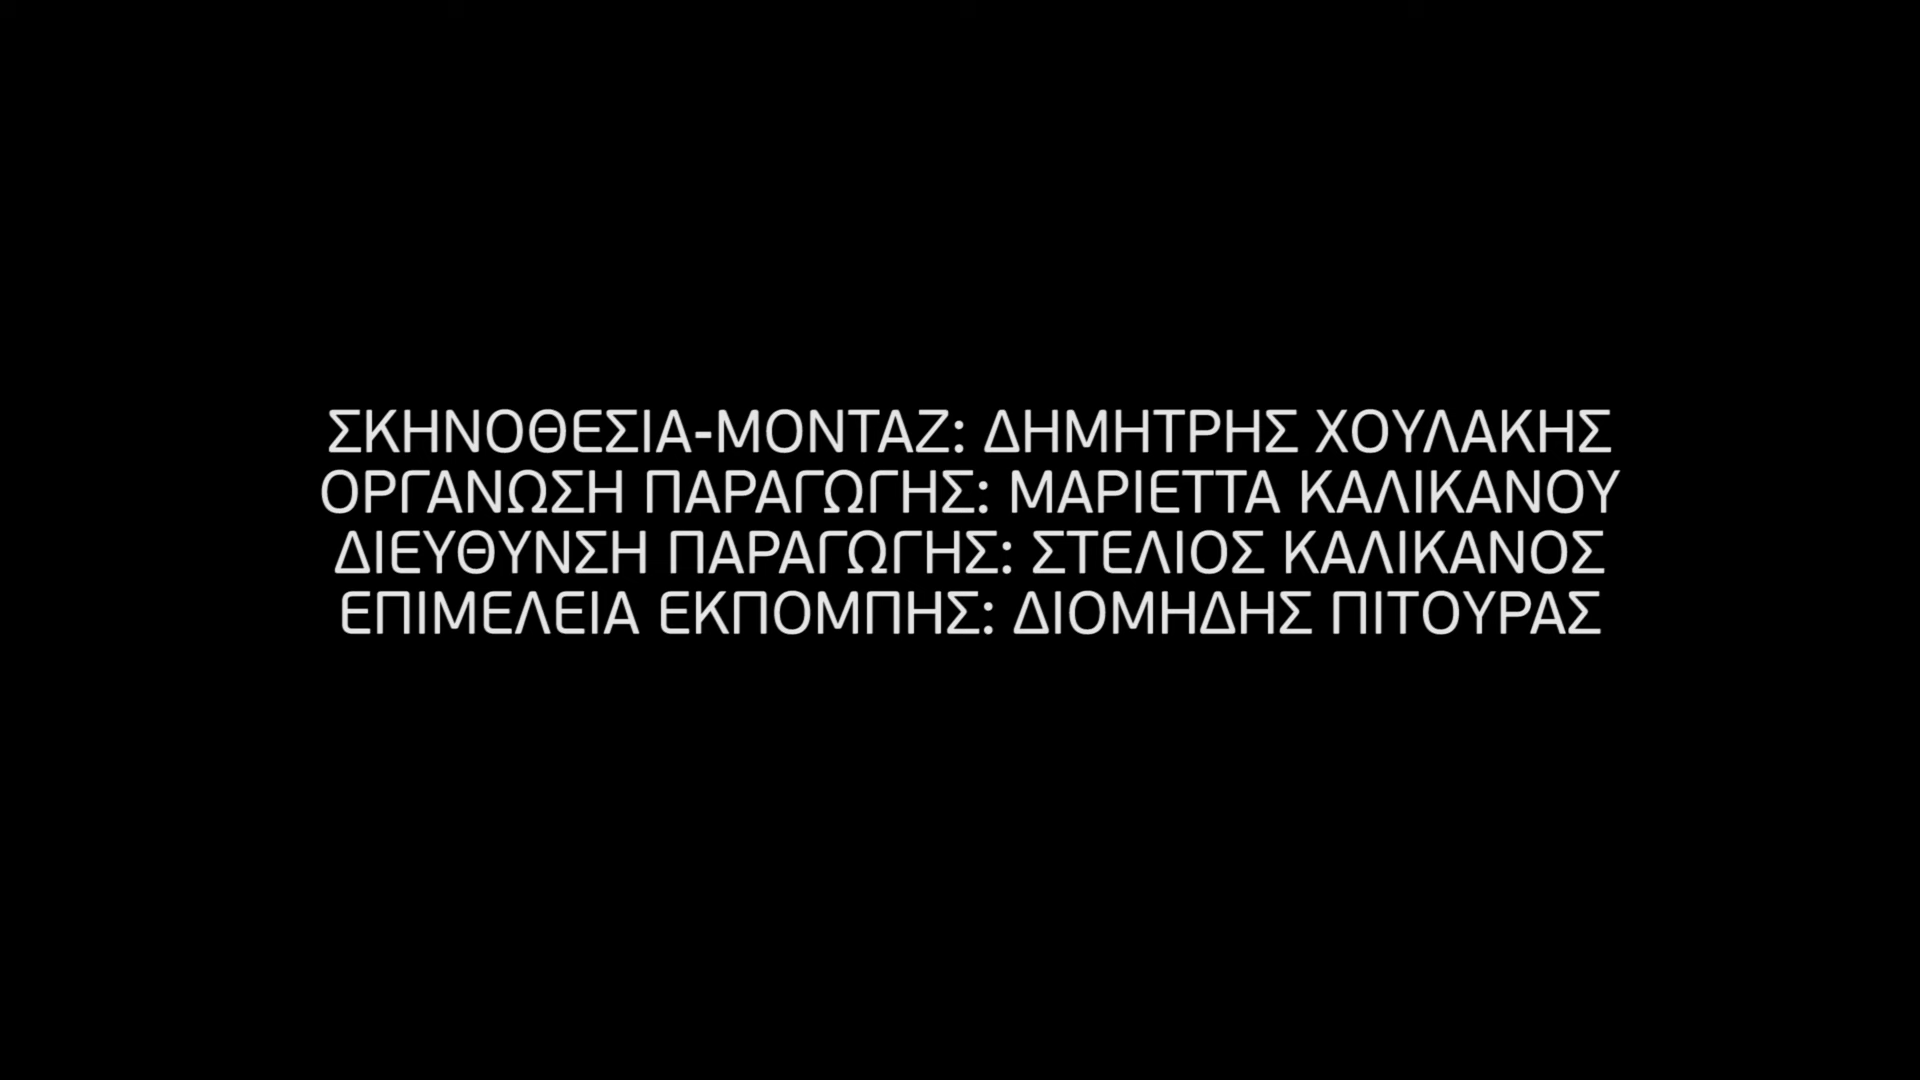 ΣΚΗΝΟΘΕΣΙΑ-ΜΟΝΤΑΖ: ΔΗΜΗΤΡΗΣ ΧΟΥΛΑΚΗΣ
ΟΡΓΑΝΩΣΗ ΠΑΡΑΓΩΓΗΣ: ΜΑΡΙΕΤΤΑ ΚΑΛΙΚΑΝΟΥ
ΔΙΕΥΘΥΝΣΗ ΠΑΡΑΓΩΓΗΣ: ΣΤΕΛΙΟΣ ΚΑΛΙΚΑΝΟΣ
ΕΠΙΜΕΛΕΙΑ ΕΚΠΟΜΠΗΣ: ΔΙΟΜΗΔΗΣ ΠΙΤΟΥΡΑΣ